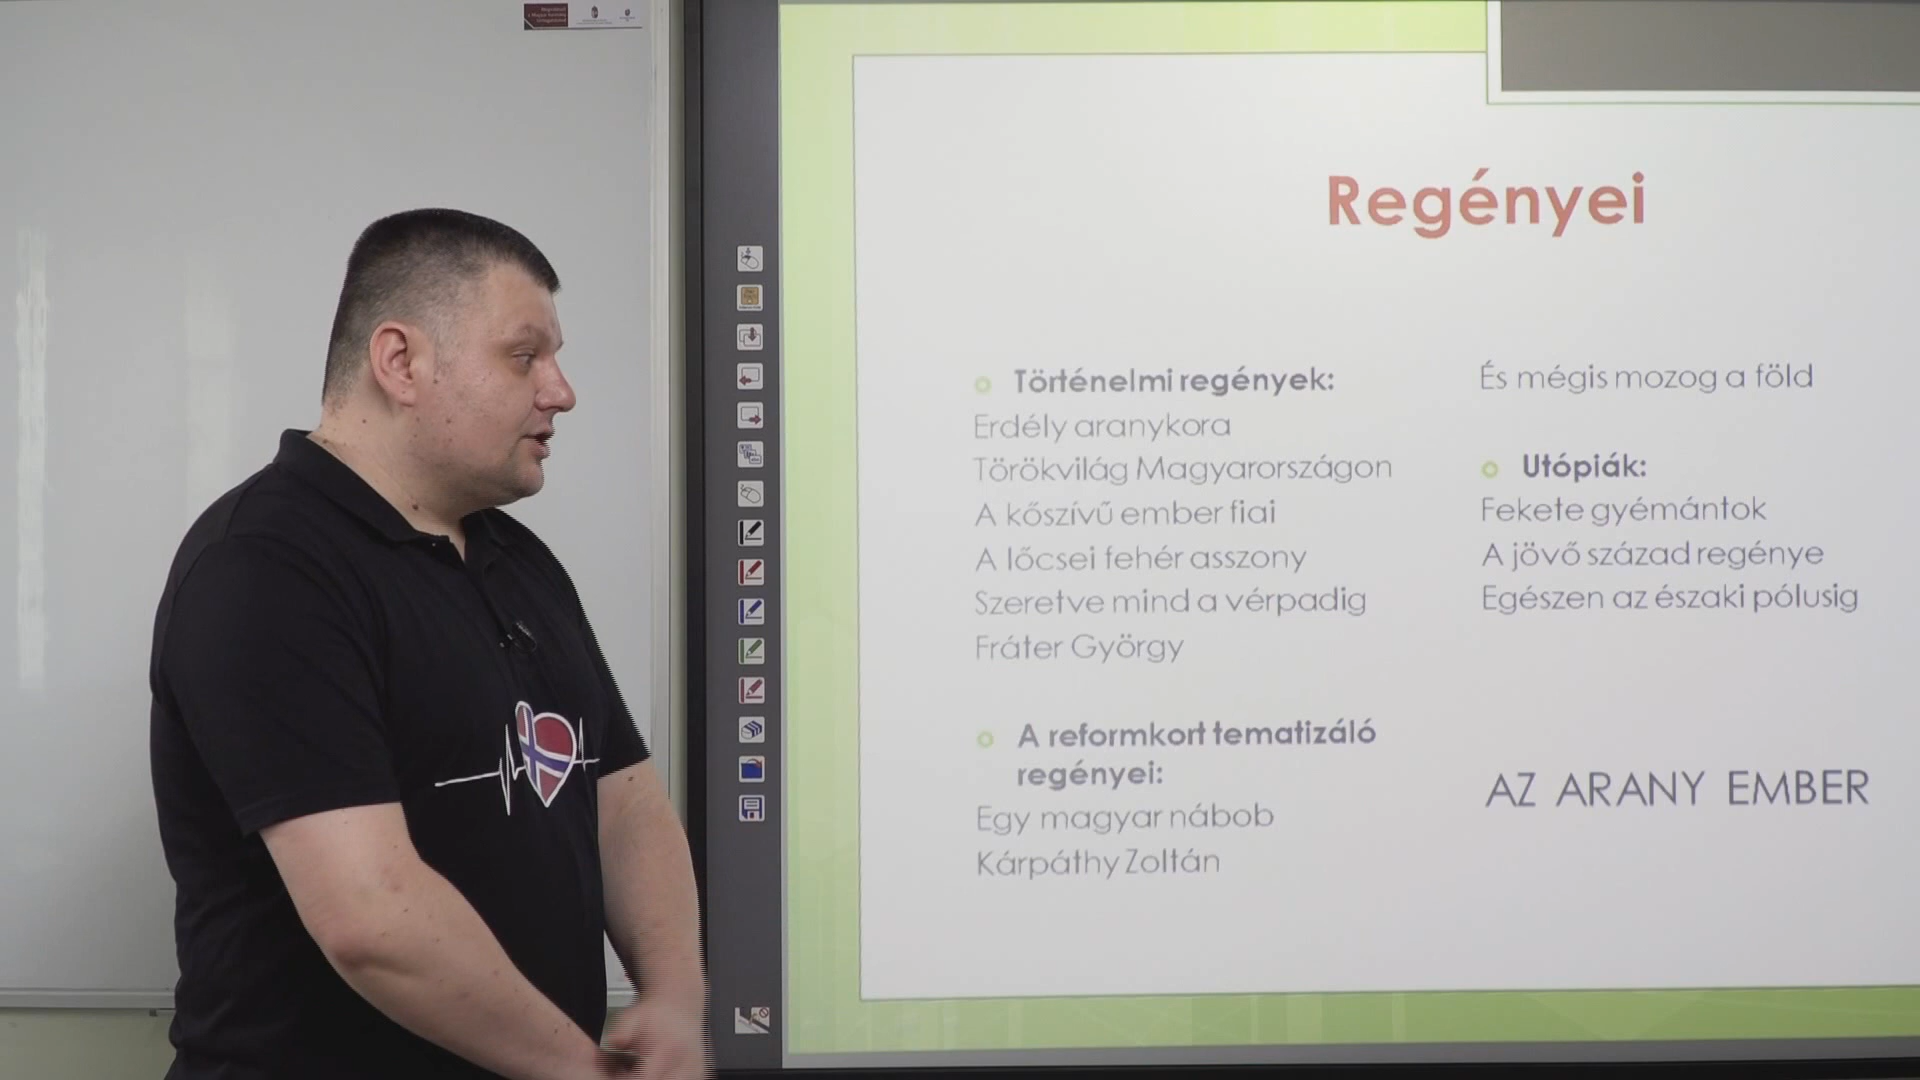 Regényei
Történelmi regények:
Erdély aranykora
Törökvilág Magyarországon
A kőszívű ember fiai
A lőcsei fehér asszony
Szeretve mind a vérpadig
Fráter György
A reformkort tematizáló
regényei:
Egy magyar nábob
Kárpáthy Zoltán
És mégis mozog a föld
Utópiák:
Fekete gyémántok
A jövő század regénye
Egészen az északi pólusig
AZ ARANY EMBER